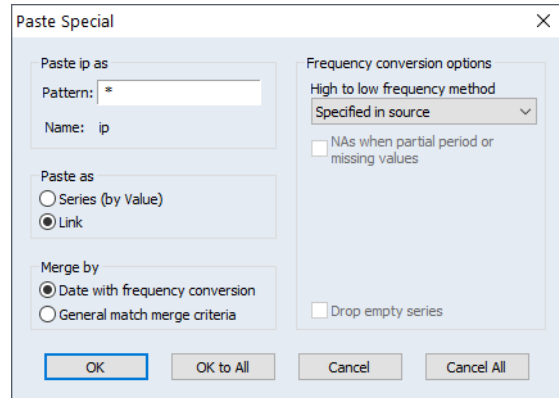 Paste Special
Paste ip as
Pattern: *
Name: ip
Paste as
Series (by Value)
Link
Merge by
Date with frequency conversion
General match merge criteria
Frequency conversion options
High to low frequency method
Specified in source
NAs when partial period or
missing values
Drop empty series
OK
OK to All
Cancel
Cancel All